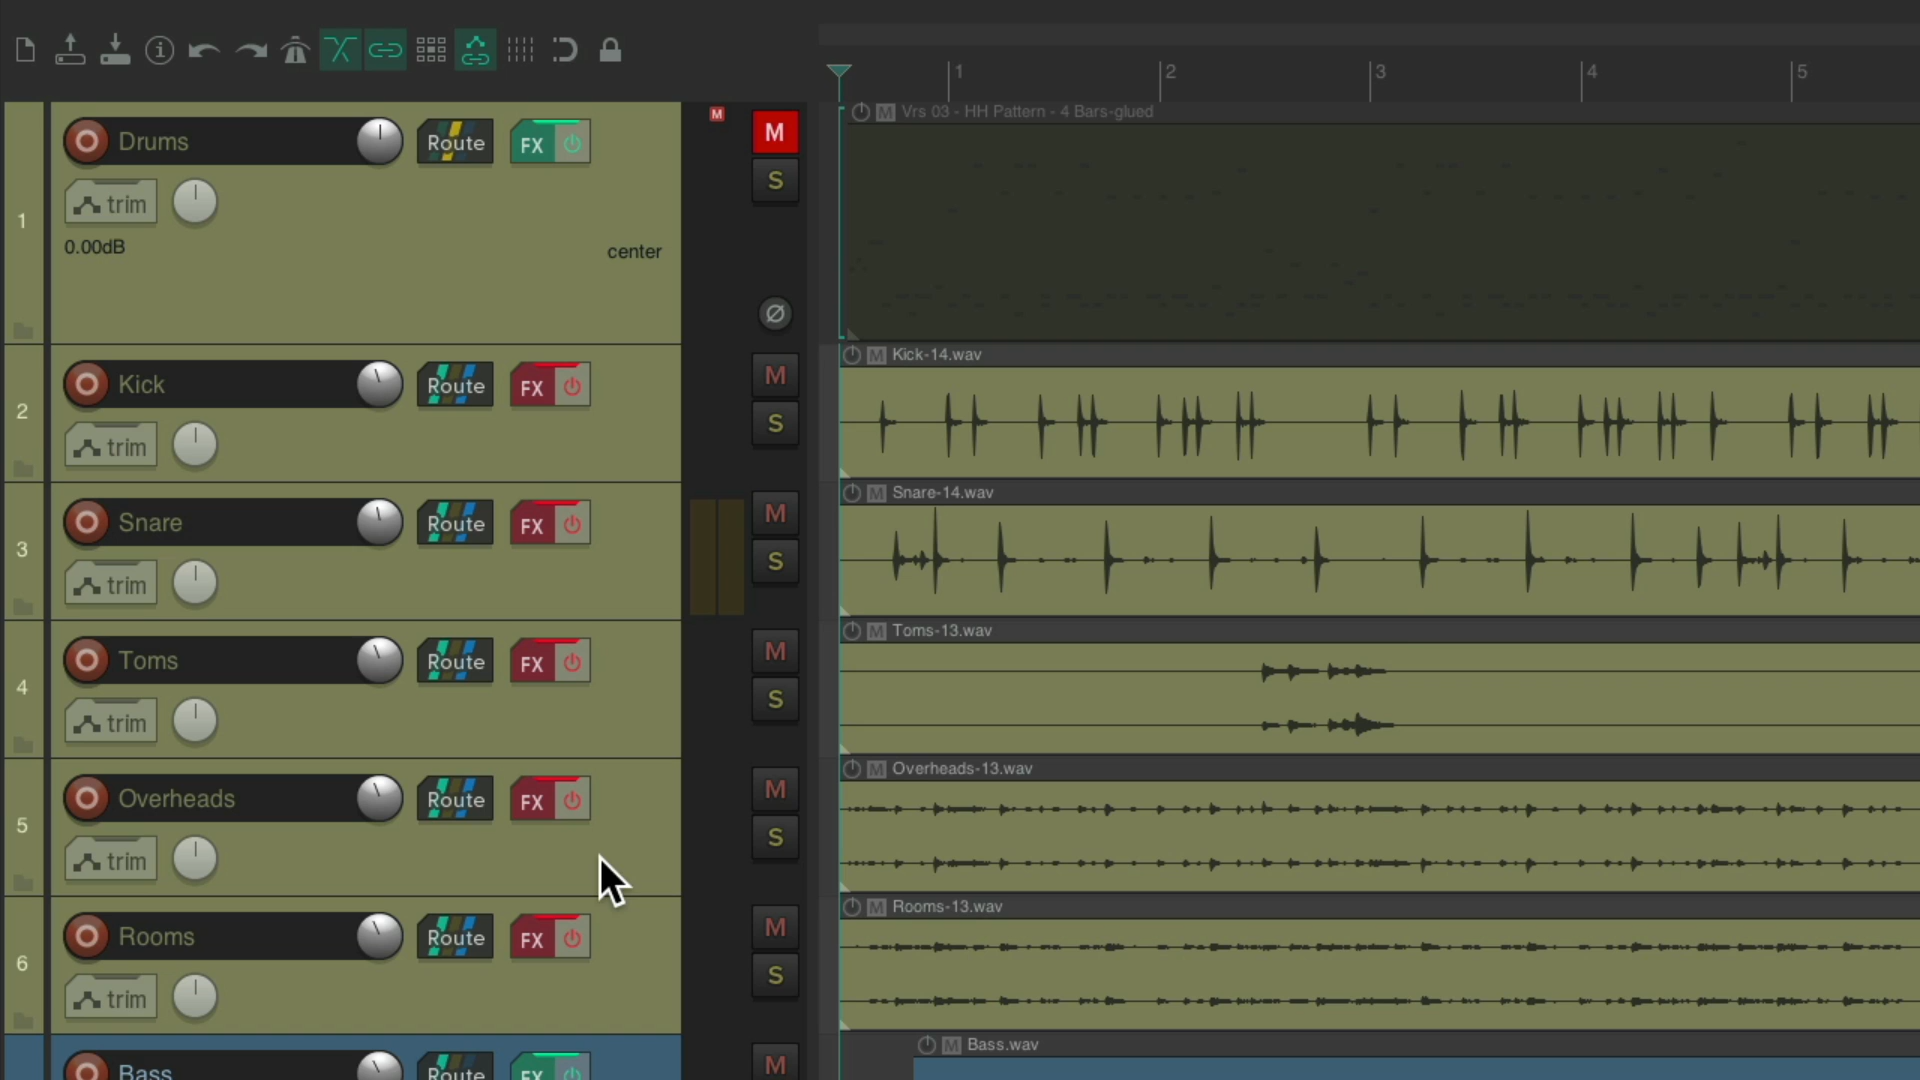 1 2 3 4 5
1
Drums Route FX
M
M
S
trim
0.00dB center
M Vrs 03 - HH Pattern - 4 Bars-glued
2
Kick Route FX
trim
M
S
M Kick-14.wav
3
Snare Route FX
trim
M
S
M Snare-14.wav
4
Toms Route FX
trim
M
S
M Toms-13.wav
5
Overheads Route FX
trim
M
S
M Overheads-13.wav
6
Rooms Route FX
trim
M
S
M Rooms-13.wav
Bass Route FX
M
M Bass.wav